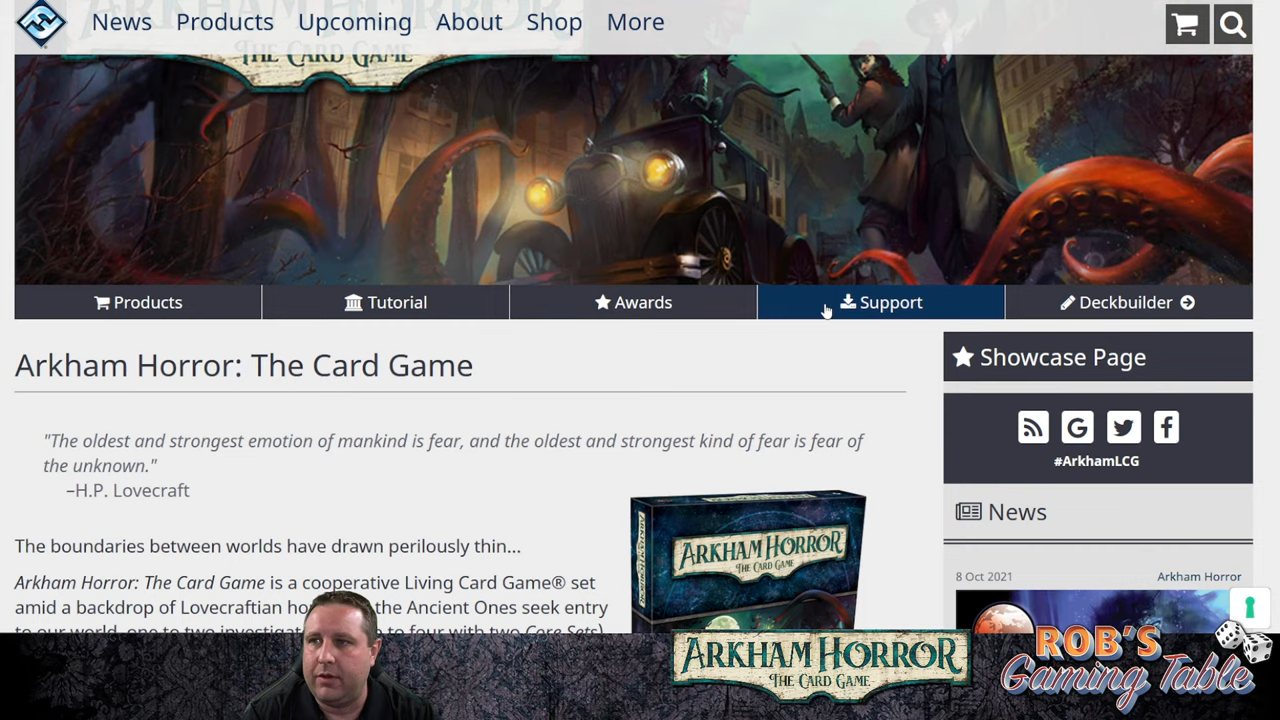 News Products Upcoming About Shop More
THE CARD GAME
Products Tutorial Awards Support Deckbuilder
Arkham Horror: The Card Game
Showcase Page
"The oldest and strongest emotion of mankind is fear, and the oldest and strongest kind of fear is fear of
the unknown."
–H.P. Lovecraft
#ArkhamLCG
News
The boundaries between worlds have drawn perilously thin...
8 Oct 2021 Arkham Horror
Arkham Horror: The Card Game is a cooperative Living Card Game® set
amid a backdrop of Lovecraftian the Ancient Ones seek entry
ARKHAM HORROR
THE CARD GAME
ARKHAM HORROR
THE CARD GAME
ROB'S
Gaming Table